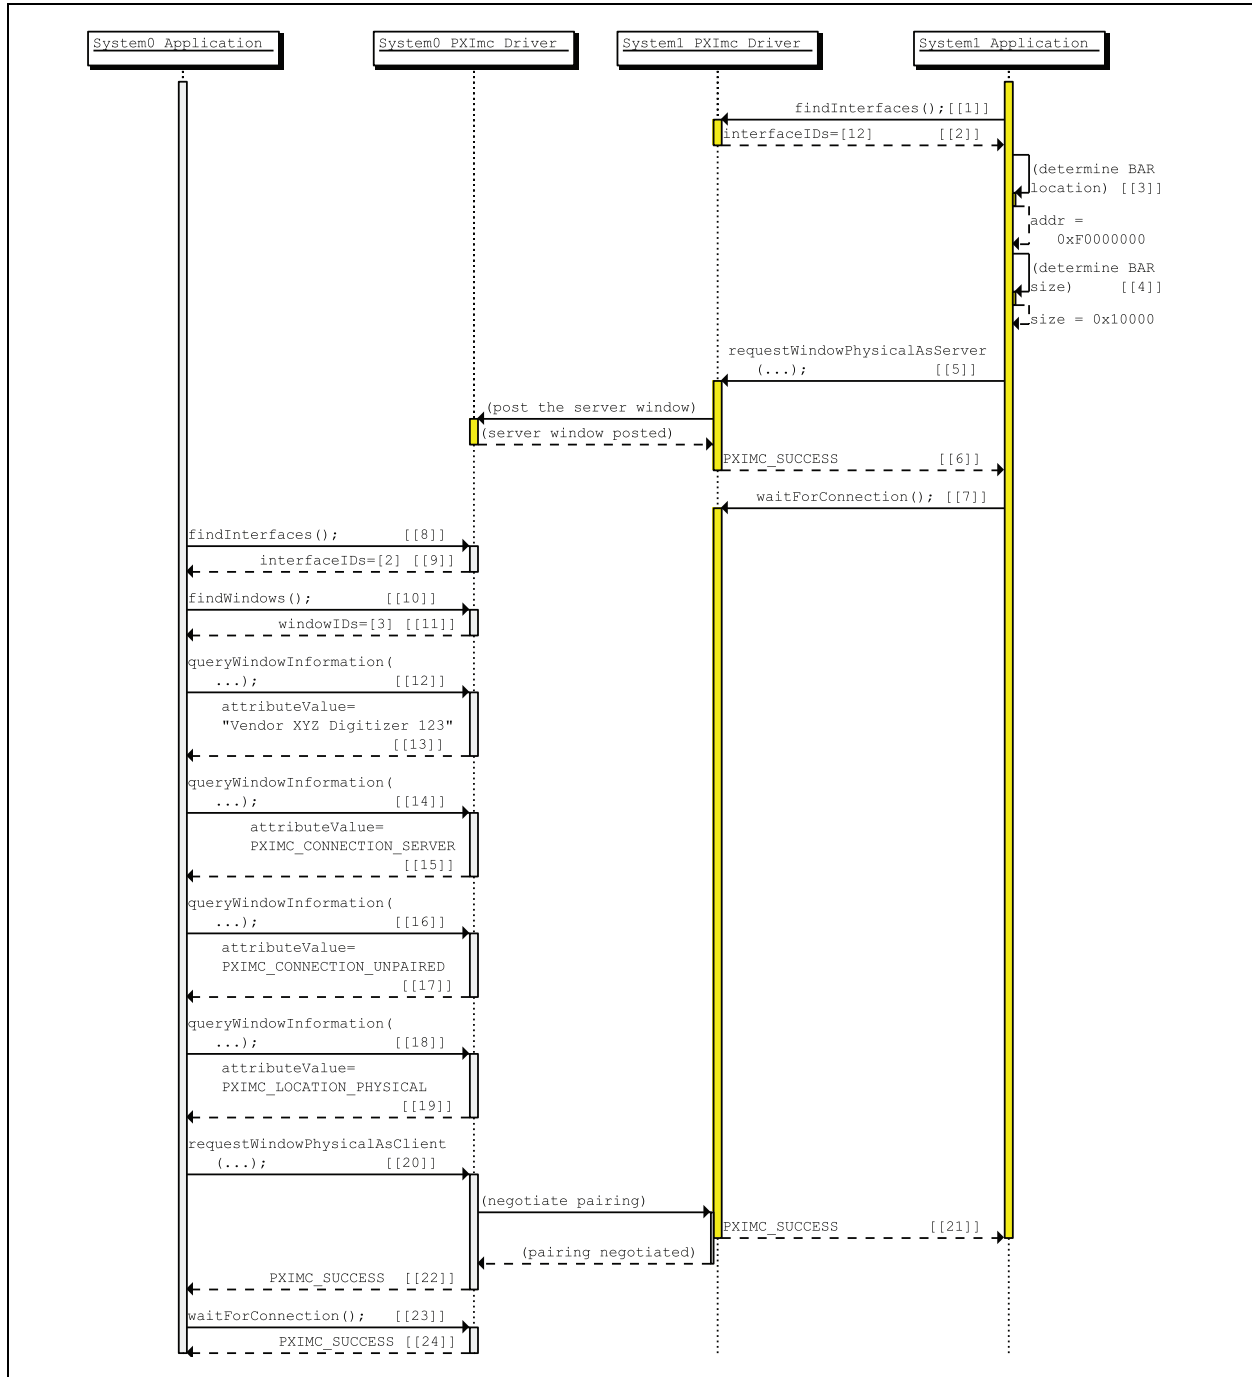 System0 Application
System0 PXImc Driver
System1 PXImc Driver
System1 Application
findInterfaces();[[1]]
interfaceIDs=[12] [[2]]
(determine BAR
location) [[3]]
addr =
0xF0000000
(determine BAR
size) [[4]]
size = 0x10000
requestWindowPhysicalAsServer
(...); [[5]]
(post the server window)
(server window posted)
PXIMC_SUCCESS [[6]]
waitForConnection(); [[7]]
findInterfaces(); [[8]]
interfaceIDs=[2] [[9]]
findWindows(); [[10]]
windowIDs=[3] [[11]]
queryWindowInformation(
...); [[12]]
attributeValue=
"Vendor XYZ Digitizer 123"
[[13]]
queryWindowInformation(
...); [[14]]
attributeValue=
PXIMC_CONNECTION_SERVER
[[15]]
queryWindowInformation(
...); [[16]]
attributeValue=
PXIMC_CONNECTION_UNPAIRED
[[17]]
queryWindowInformation(
...); [[18]]
attributeValue=
PXIMC_LOCATION_PHYSICAL
[[19]]
requestWindowPhysicalAsClient
(...); [[20]]
(negotiate pairing)
PXIMC_SUCCESS [[21]]
(pairing negotiated)
PXIMC_SUCCESS [[22]]
waitForConnection(); [[23]]
PXIMC_SUCCESS [[24]]